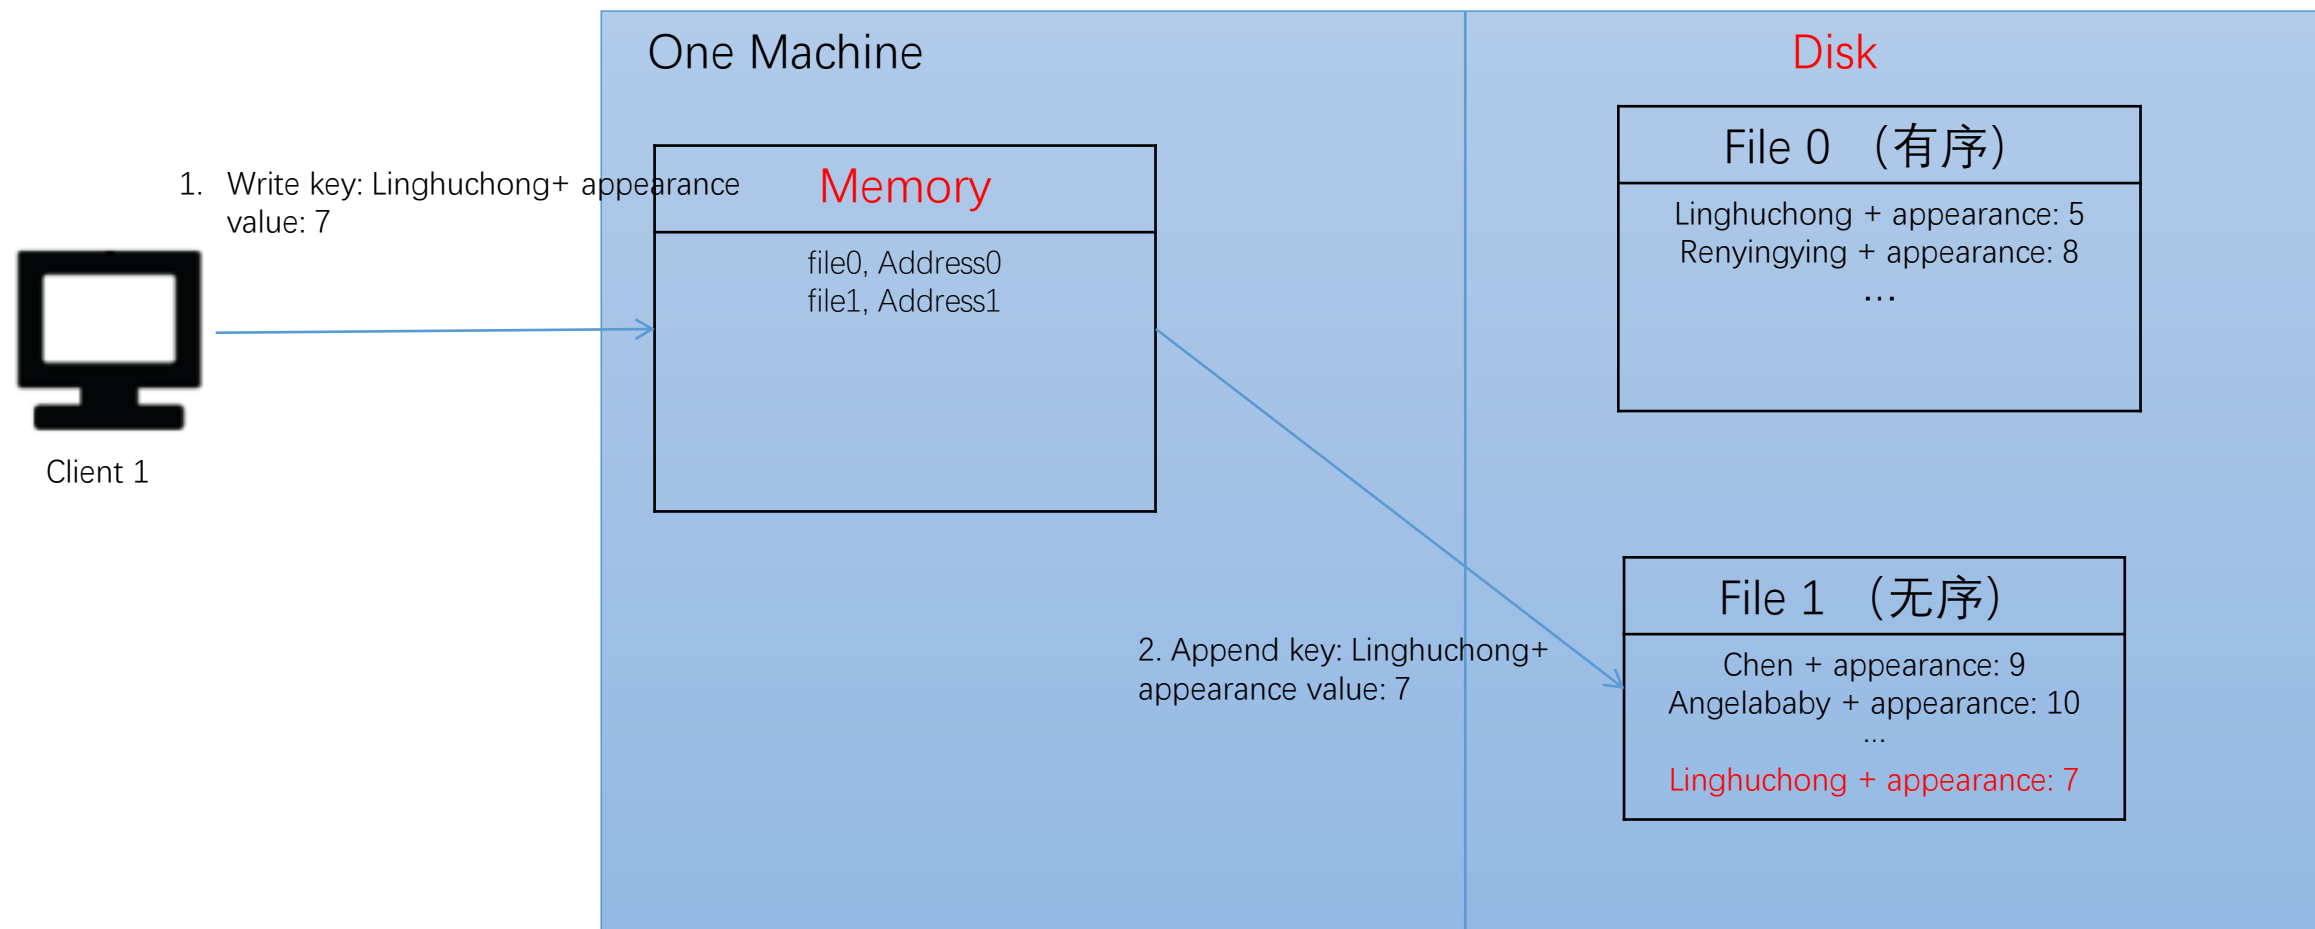 One Machine
Disk
1. Write key: Linghuchong+ appearance
value: 7
Client 1
Memory
file0, Address0
file1, Address1
File 0 （有序）
Linghuchong + appearance: 5
Renyingying + appearance: 8
...
2. Append key: Linghuchong+
appearance value: 7
File 1 （无序）
Chen + appearance: 9
Angelababy + appearance: 10
...
Linghuchong + appearance: 7